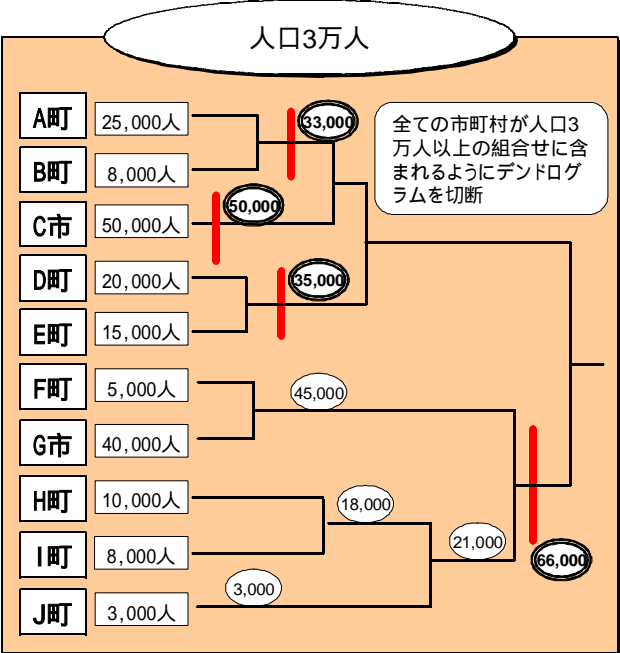 人口3万人
A町 25,000人
33,000
全ての市町村が人口3
万人以上の組合せに含
まれるようにデンドログ
ラムを切断
B町 8,000人
C市 50,000人
50,000
D町 20,000人
35,000
E町 15,000人
F町 5,000人
45,000
G市 40,000人
H町 10,000人
18,000
I町 8,000人
21,000
66,000
J町 3,000人
3,000